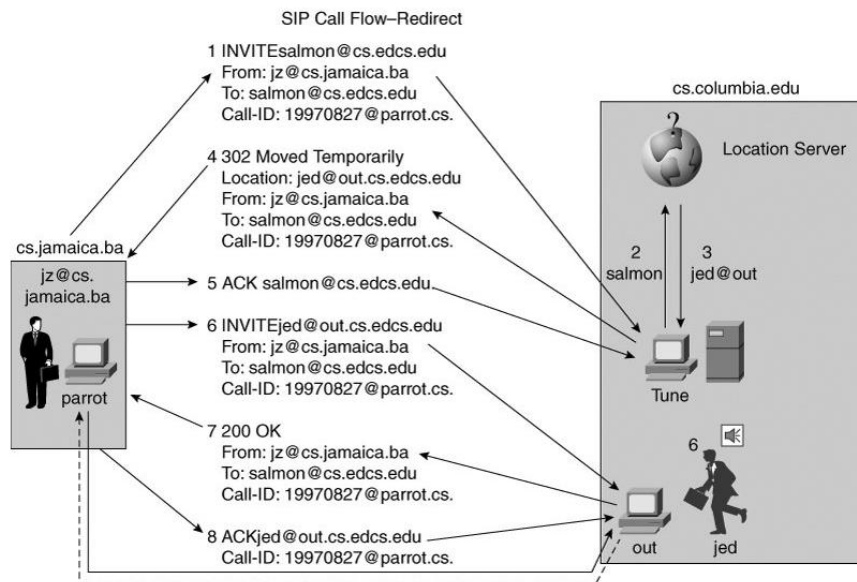 SIP Call Flow–Redirect
1 INVITEsalmon@cs.edcs.edu
From: jz@cs.jamaica.ba
To: salmon@cs.edcs.edu
Call-ID: 19970827@parrot.cs.
4 302 Moved Temporarily
Location: jed@out.cs.edcs.edu
From: jz@cs.jamaica.ba
To: salmon@cs.edcs.edu
Call-ID: 19970827@parrot.cs.
5 ACK salmon@cs.edcs.edu
6 INVITEjed@out.cs.edcs.edu
From: jz@cs.jamaica.ba
To: salmon@cs.edcs.edu
Call-ID: 19970827@parrot.cs.
7 200 OK
From: jz@cs.jamaica.ba
To: salmon@cs.edcs.edu
Call-ID: 19970827@parrot.cs.
8 ACKjed@out.cs.edcs.edu
Call-ID: 19970827@parrot.cs.
cs.jamaica.ba
jz@cs.
jamaica.ba
parrot
cs.columbia.edu
?
Location Server
2
salmon
3
jed@out
Tune
6
out
jed